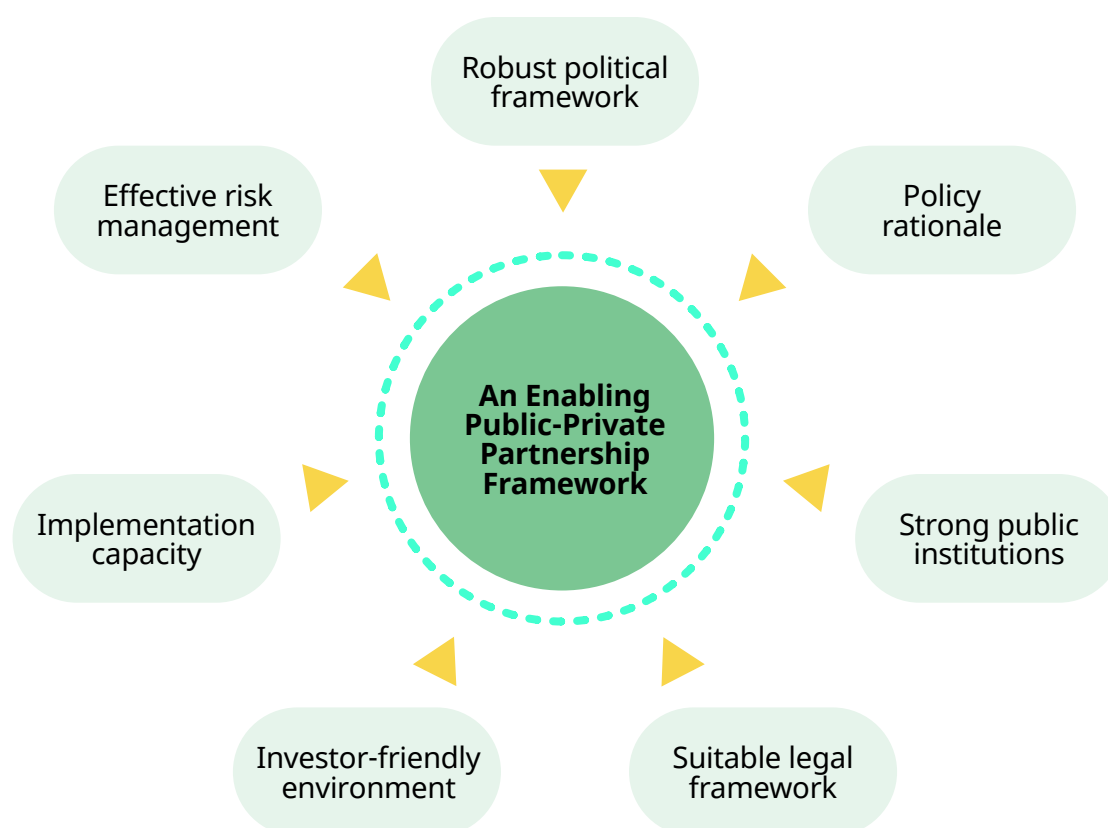 Robust political
framework
Effective risk
management
Policy
rationale
An Enabling
Public-Private
Partnership
Framework
Implementation
capacity
Strong public
institutions
Investor-friendly
environment
Suitable legal
framework